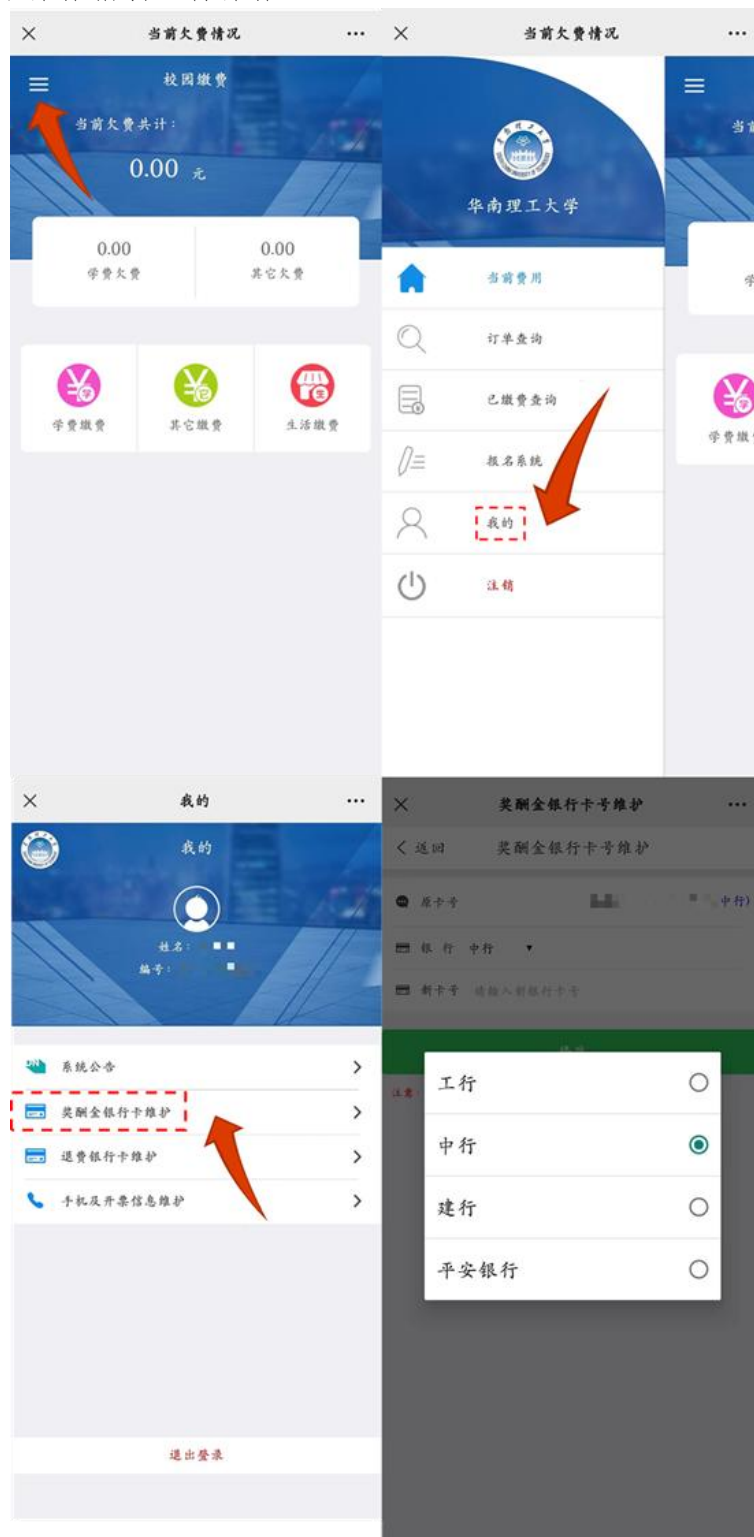 当前欠费情况
校园缴费
当前欠费共计：
0.00 元
0.00
学费欠费
0.00
其它欠费
学费缴费
其它缴费
生活缴费
当前欠费情况
华南理工大学
当前费用
订单查询
已缴费查询
报名系统
我的
注销
学费缴
我的
我的
姓名：
编号：
系统公告
奖酬金银行卡维护
退费银行卡维护
手机及开票信息维护
退出登录
奖酬金银行卡号维护
返回 奖酬金银行卡号维护
原卡号 中行)
银 行 中行
新卡号 请输入新银行卡号
注意：
工行
中行
建行
平安银行